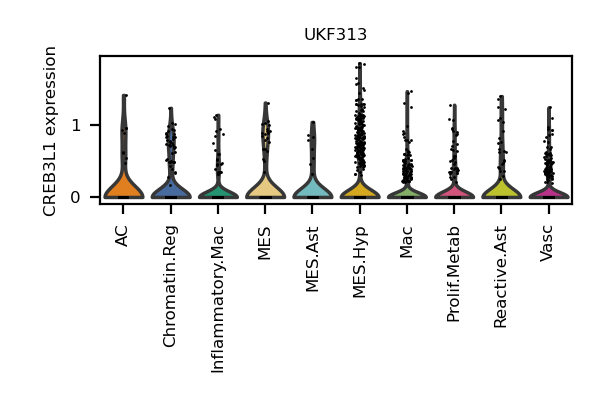 UKF313
CREB3L1 expression
1
0
AC
Chromatin.Reg
Inflammatory.Mac
MES
MES.Ast
MES.Hyp
Mac
Prolif.Metab
Reactive.Ast
Vasc